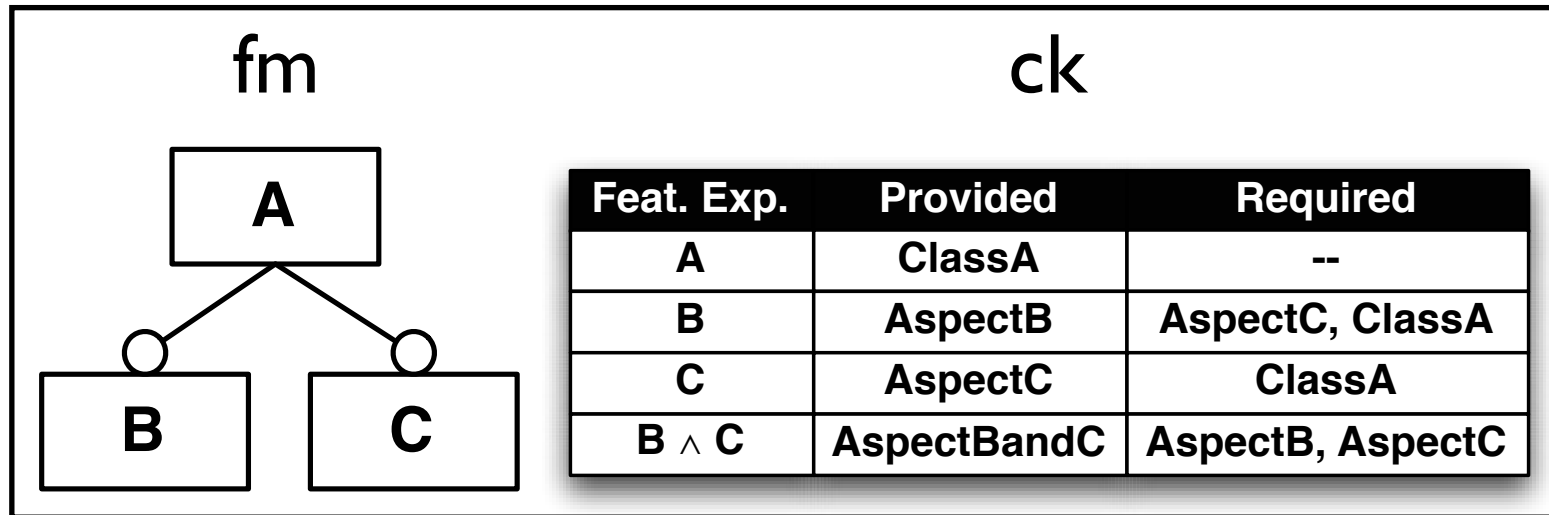 fm
ck
A
B
C
Feat. Exp. Provided Required
A ClassA --
B AspectB AspectC, ClassA
C AspectC ClassA
B ∧ C AspectBandC AspectB, AspectC